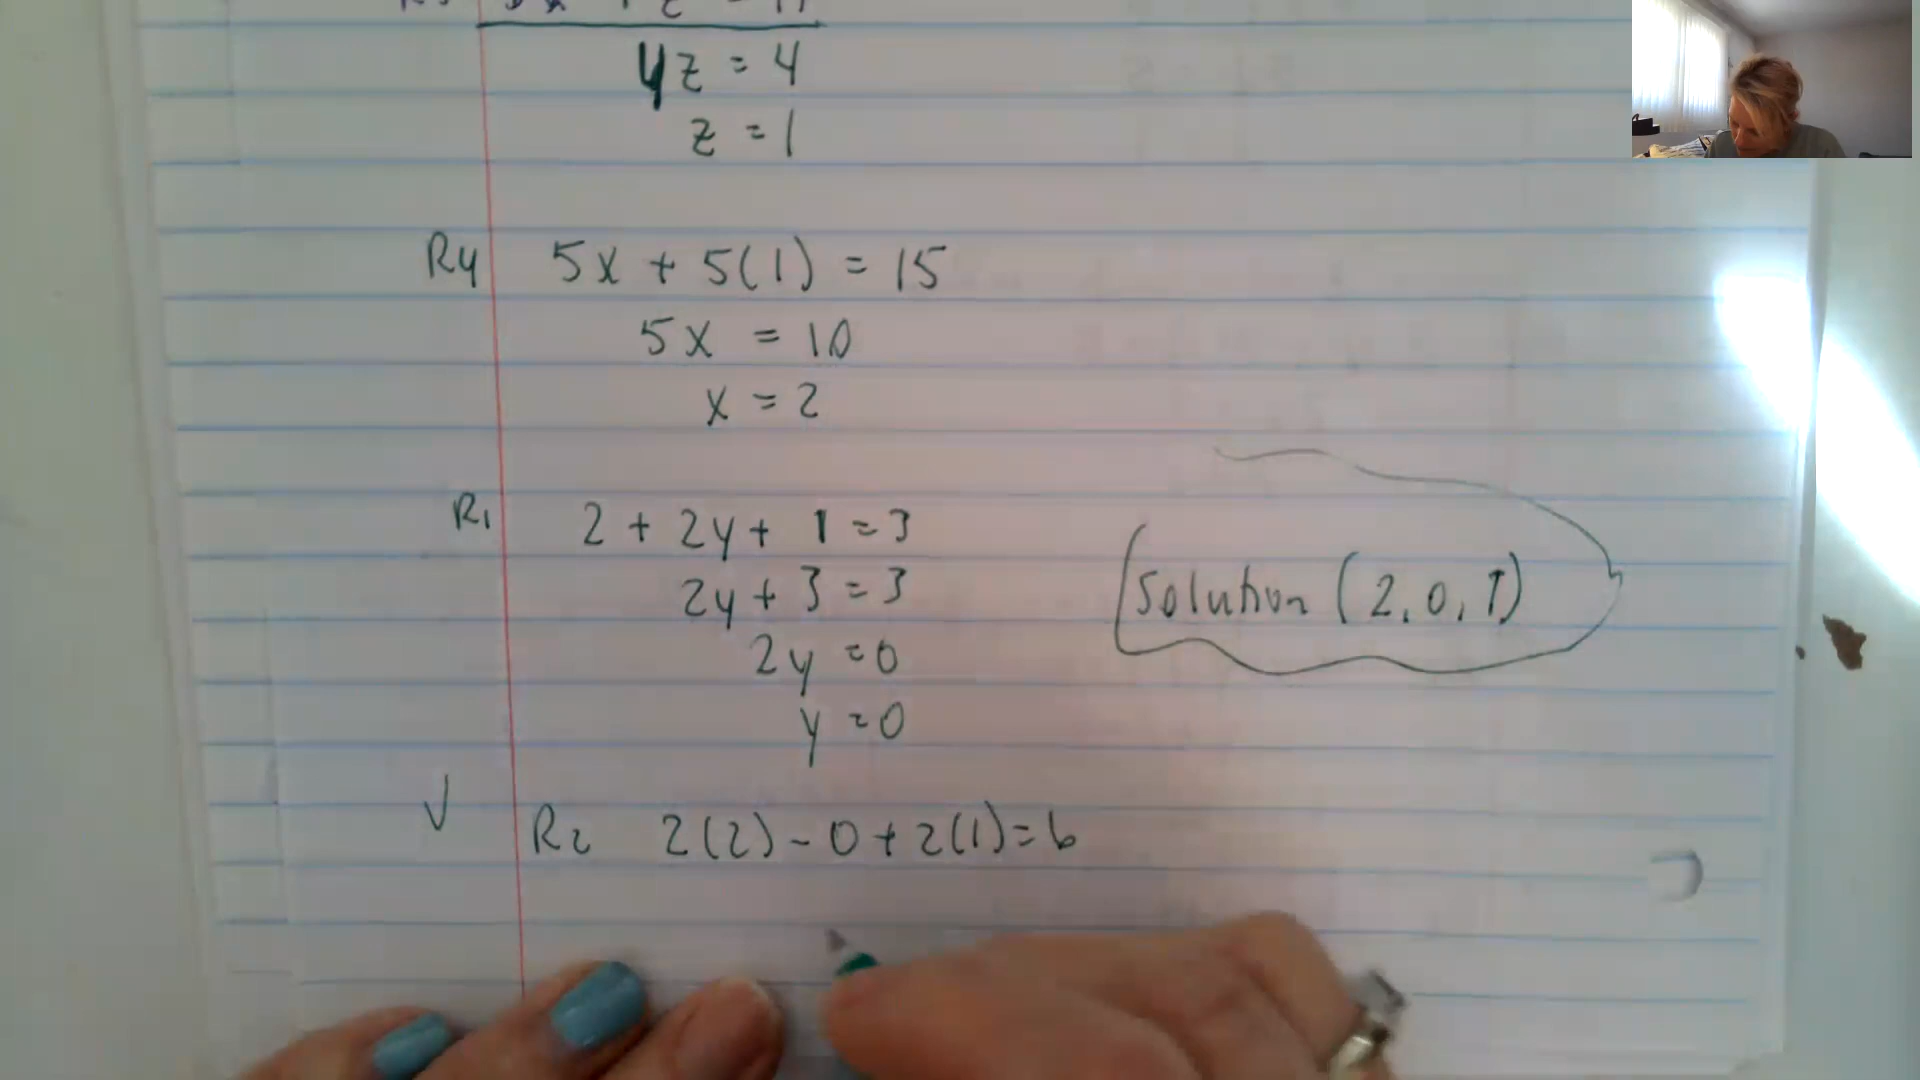 4z = 4
z = 1
R4 5x + 5(1) = 15
5x = 10
x = 2
R1 2 + 2y + 1 = 3
2y + 3 = 3
2y = 0
y = 0
Solution (2, 0, 1)
√ R2 2(2) - 0 + 2(1) = 6